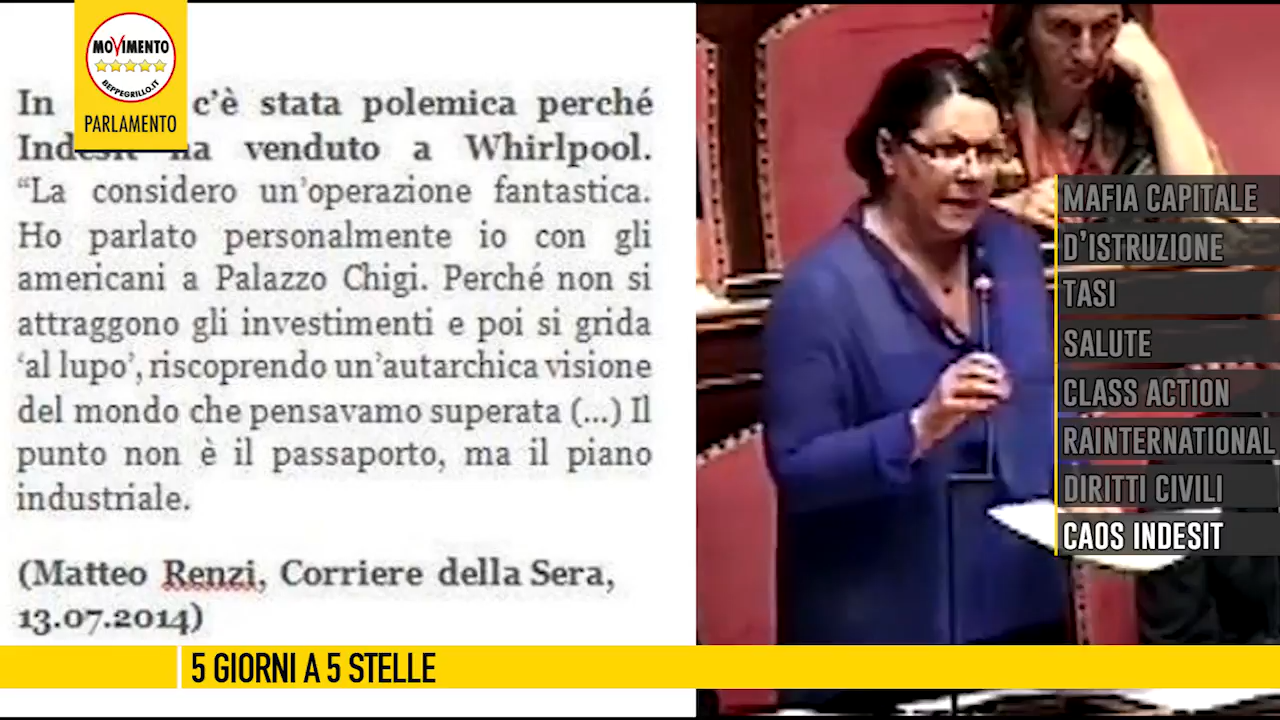 MOVIMENTO
BEPPEGRILLO.IT
PARLAMENTO
In c'è stata polemica perché
Indesit ha venduto a Whirlpool.
“La considero un'operazione fantastica.
Ho parlato personalmente io con gli
americani a Palazzo Chigi. Perché non si
attraggono gli investimenti e poi si grida
‘al lupo’, riscoprendo un’autarchica visione
del mondo che pensavamo superata (...) Il
punto non è il passaporto, ma il piano
industriale.
(Matteo Renzi, Corriere della Sera,
13.07.2014)
MAFIA CAPITALE
D'ISTRUZIONE
TASI
SALUTE
CLASS ACTION
RAINTERNATIONAL
DIRITTI CIVILI
CAOS INDESIT
5 GIORNI A 5 STELLE